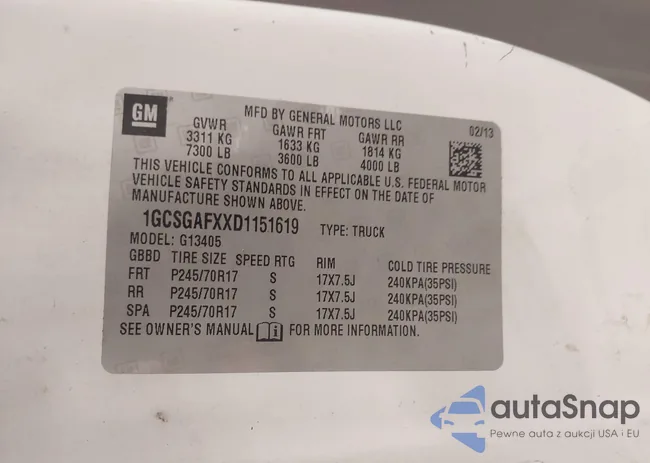 GM
MFD BY GENERAL MOTORS LLC
02/13
GVWR GAWR FRT GAWR RR
3311 KG 1633 KG 1814 KG
7300 LB 3600 LB 4000 LB
THIS VEHICLE CONFORMS TO ALL APPLICABLE U.S. FEDERAL MOTOR
VEHICLE SAFETY STANDARDS IN EFFECT ON THE DATE OF
MANUFACTURE SHOWN ABOVE.
1GCSGAFXXD1151619 TYPE: TRUCK
MODEL: G13405
GBBD TIRE SIZE SPEED RTG RIM COLD TIRE PRESSURE
FRT P245/70R17 S 17X7.5J 240KPA(35PSI)
RR P245/70R17 S 17X7.5J 240KPA(35PSI)
SPA P245/70R17 S 17X7.5J 240KPA(35PSI)
SEE OWNER'S MANUAL FOR MORE INFORMATION.
autaSnap
Pewne auta z aukcji USA i EU